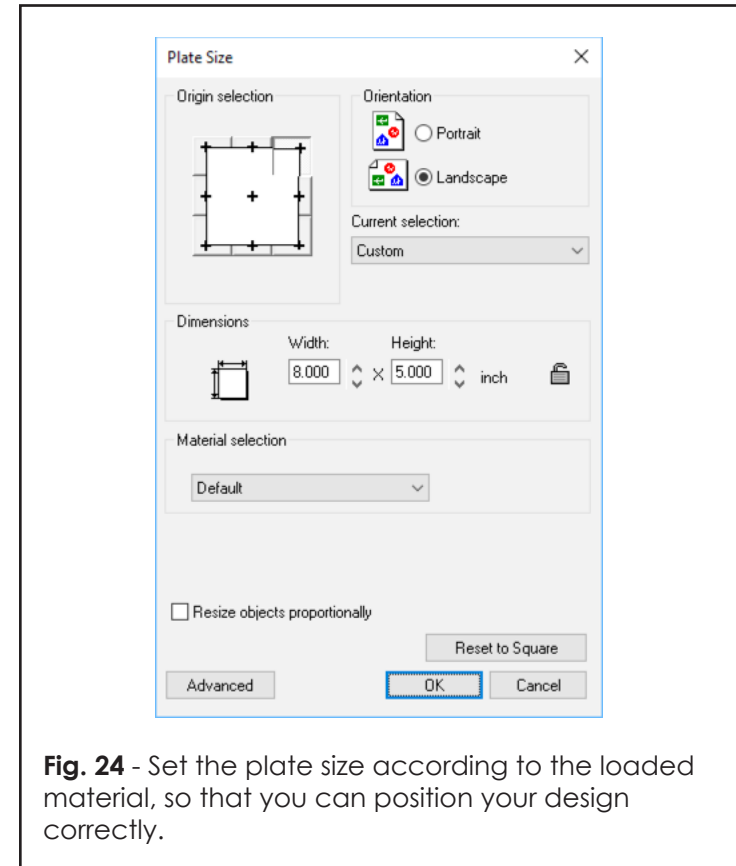 Plate Size
Origin selection
Orientation
Portrait
Landscape
Current selection:
Custom
Dimensions
Width: Height:
8.000 X 5.000 inch
Material selection
Default
Resize objects proportionally
Reset to Square
Advanced OK Cancel
Fig. 24 - Set the plate size according to the loaded
material, so that you can position your design
correctly.